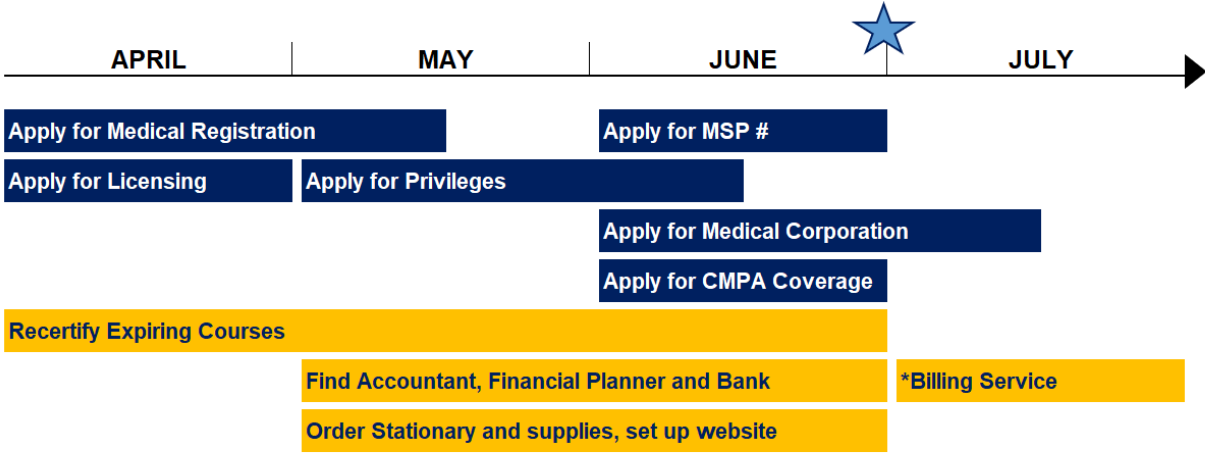 APRIL MAY JUNE JULY
Apply for Medical Registration Apply for MSP #
Apply for Licensing Apply for Privileges
Apply for Medical Corporation
Apply for CMPA Coverage
Recertify Expiring Courses
Find Accountant, Financial Planner and Bank *Billing Service
Order Stationary and supplies, set up website